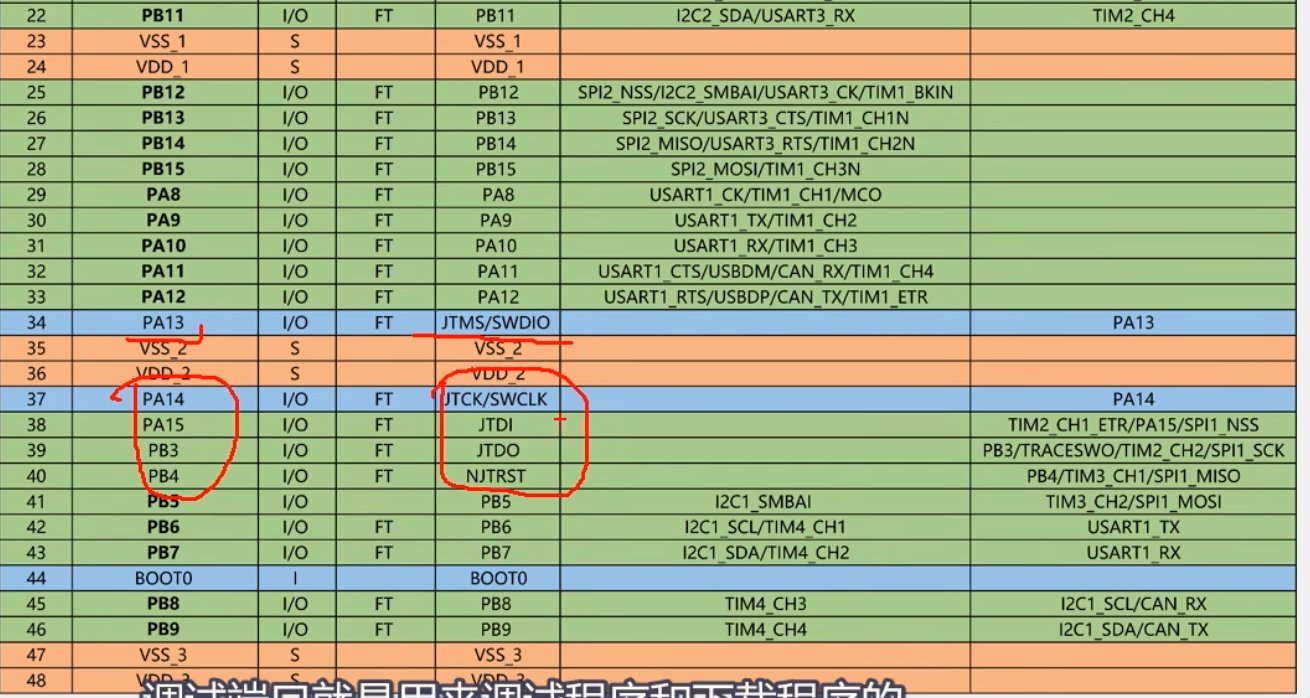 22 PB11 I/O FT PB11 I2C2_SDA/USART3_RX TIM2_CH4
23 VSS_1 S VSS_1
24 VDD_1 S VDD_1
25 PB12 I/O FT PB12 SPI2_NSS/I2C2_SMBAI/USART3_CK/TIM1_BKIN
26 PB13 I/O FT PB13 SPI2_SCK/USART3_CTS/TIM1_CH1N
27 PB14 I/O FT PB14 SPI2_MISO/USART3_RTS/TIM1_CH2N
28 PB15 I/O FT PB15 SPI2_MOSI/TIM1_CH3N
29 PA8 I/O FT PA8 USART1_CK/TIM1_CH1/MCO
30 PA9 I/O FT PA9 USART1_TX/TIM1_CH2
31 PA10 I/O FT PA10 USART1_RX/TIM1_CH3
32 PA11 I/O FT PA11 USART1_CTS/USBDM/CAN_RX/TIM1_CH4
33 PA12 I/O FT PA12 USART1_RTS/USBDP/CAN_TX/TIM1_ETR
34 PA13 I/O FT JTMS/SWDIO PA13
35 VSS_2 S VSS_2
36 VDD_2 S VDD_2
37 PA14 I/O FT JTCK/SWCLK PA14
38 PA15 I/O FT JTDI TIM2_CH1_ETR/PA15/SPI1_NSS
39 PB3 I/O FT JTDO PB3/TRACESWO/TIM2_CH2/SPI1_SCK
40 PB4 I/O FT NJTRST PB4/TIM3_CH1/SPI1_MISO
41 PB5 I/O PB5 I2C1_SMBAI TIM3_CH2/SPI1_MOSI
42 PB6 I/O FT PB6 I2C1_SCL/TIM4_CH1 USART1_TX
43 PB7 I/O FT PB7 I2C1_SDA/TIM4_CH2 USART1_RX
44 BOOT0 I BOOT0
45 PB8 I/O FT PB8 TIM4_CH3 I2C1_SCL/CAN_RX
46 PB9 I/O FT PB9 TIM4_CH4 I2C1_SDA/CAN_TX
47 VSS_3 S VSS_3
48 VDD_3 S VDD_3
调试端口就是用来调试程序和下载程序的